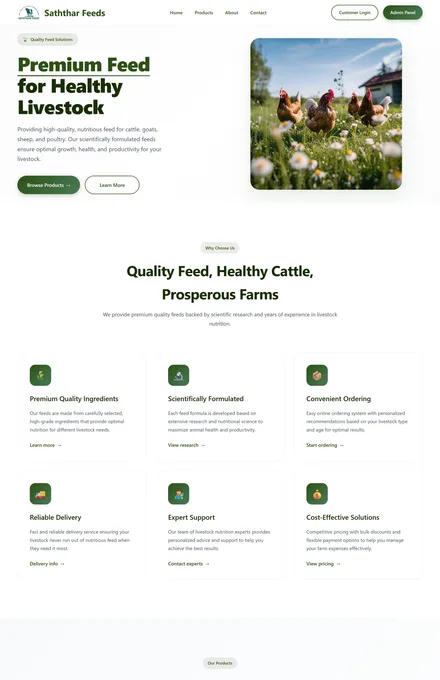 Saththar Feeds
Home
Products
About
Contact
Customer Login
Admin Panel
Quality Feed Solutions
Premium Feed
for Healthy
Livestock
Providing high-quality, nutritious feed for cattle, goats,
sheep, and poultry. Our scientifically formulated feeds
ensure optimal growth, health, and productivity for your
livestock.
Browse Products →
Learn More
Why Choose Us
Quality Feed, Healthy Cattle,
Prosperous Farms
We provide premium quality feeds backed by scientific research and years of experience in livestock
nutrition.
Premium Quality Ingredients
Our feeds are made from carefully selected,
high-grade ingredients that provide optimal
nutrition for different livestock needs.
Learn more →
Scientifically Formulated
Each feed formula is developed based on
extensive research and nutritional science to
maximize animal health and productivity.
View research →
Convenient Ordering
Easy online ordering system with personalized
recommendations based on your livestock type
and age for optimal results.
Start ordering →
Reliable Delivery
Fast and reliable delivery service ensuring your
livestock never run out of nutritious feed when
they need it most.
Delivery info →
Expert Support
Our team of livestock nutrition experts provides
personalized advice and support to help you
achieve the best results.
Contact experts →
Cost-Effective Solutions
Competitive pricing with bulk discounts and
flexible payment options to help you manage
your farm expenses effectively.
View pricing →
Our Products